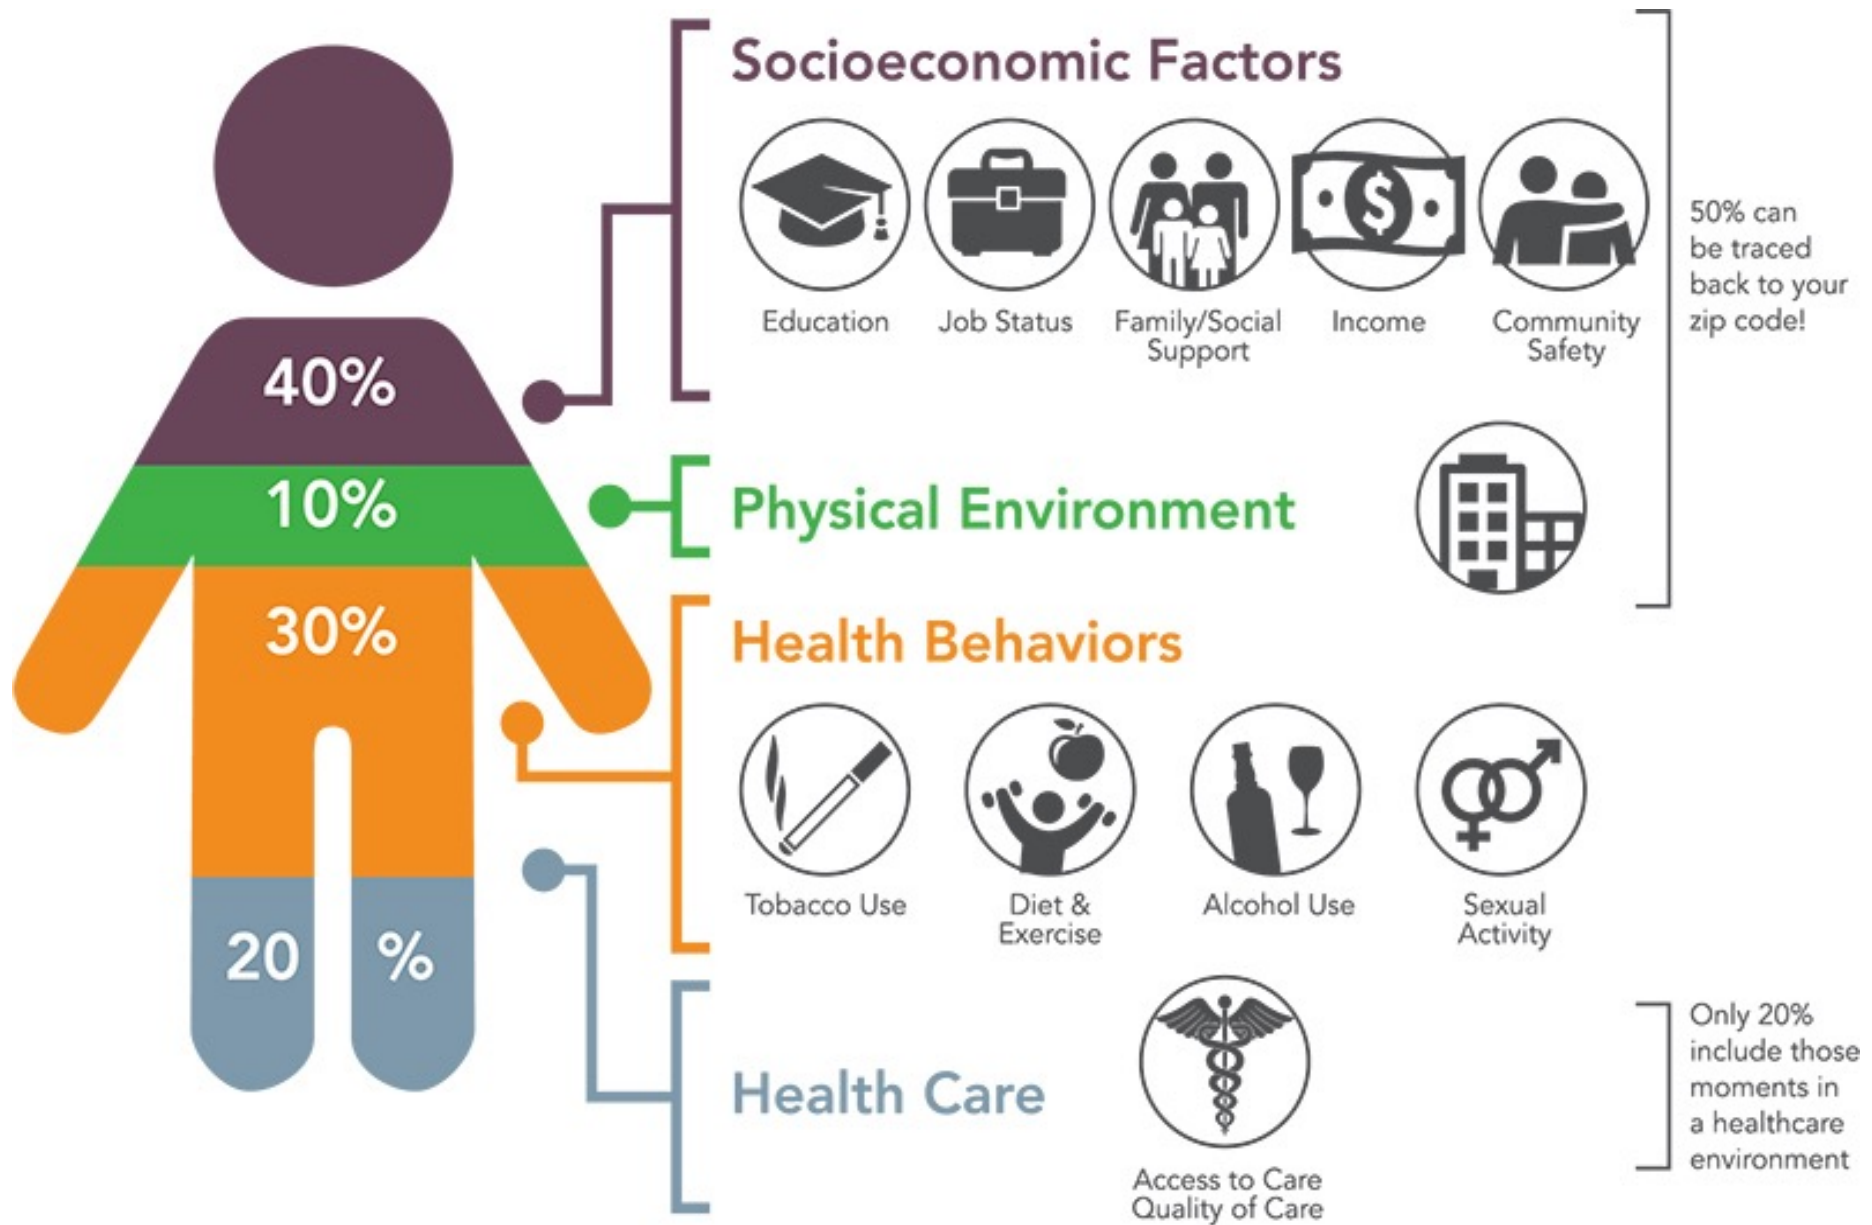 Socioeconomic Factors
Education
Job Status
Family/Social
Support
Income
Community
Safety
50% can
be traced
back to your
zip code!
40%
10%
Physical Environment
30%
Health Behaviors
Tobacco Use
Diet &
Exercise
Alcohol Use
Sexual
Activity
20 %
Health Care
Access to Care
Quality of Care
Only 20%
include those
moments in
a healthcare
environment